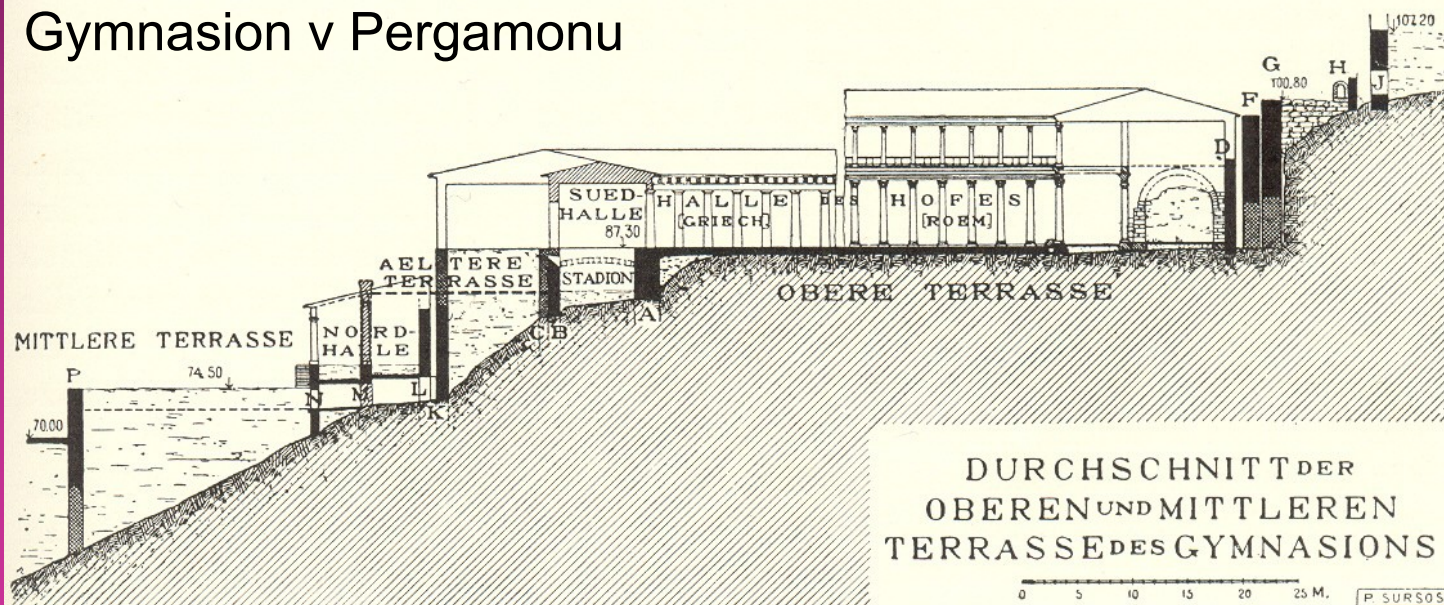 Gymnasion v Pergamonu
107.20
G
H
100.80
J
F
D
SUED-
HALLE
87.30
HALLE DES HOFES
[GRIECH.] [ROEM]
AELTERE
TERRASSE
STADION
OBERE TERRASSE
A
C B
MITTLERE TERRASSE
NORD-
HALLE
P
74.50
N M L
K
70.00
DURCHSCHNITT DER
OBEREN UND MITTLEREN
TERRASSE DES GYMNASIONS
0 5 10 15 20 25 M.
P. SURSOS